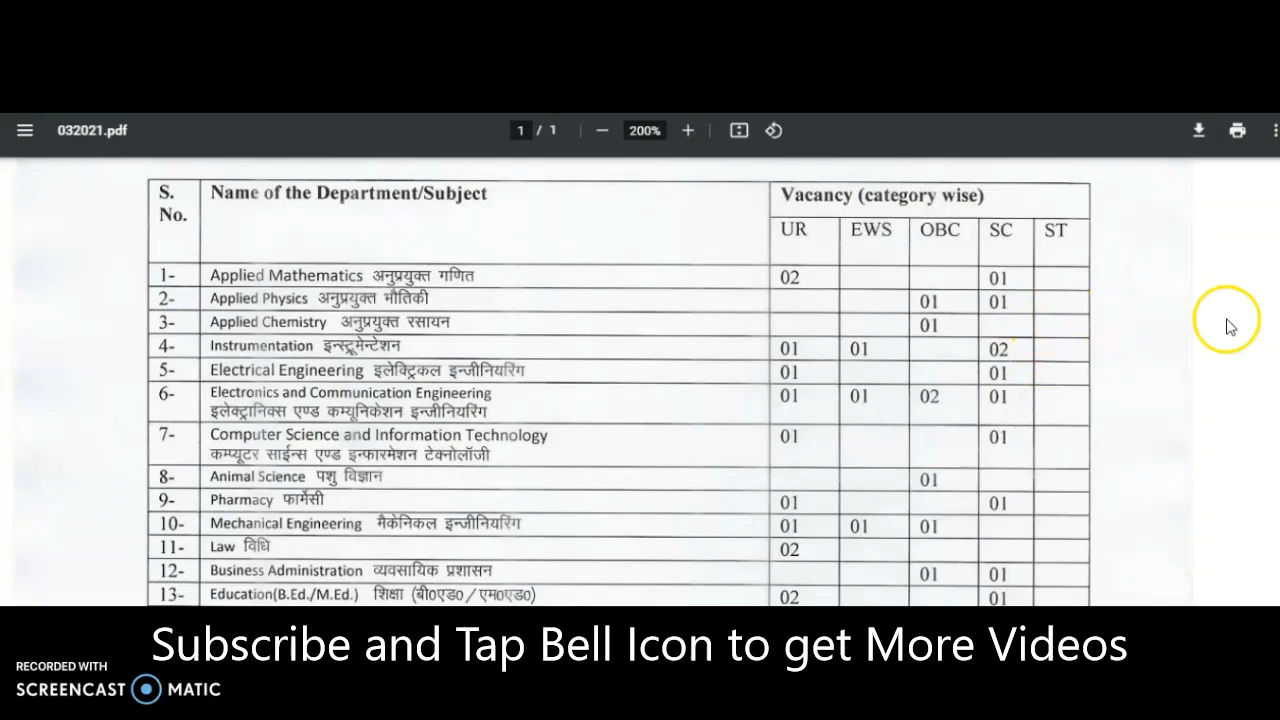 032021.pdf 1 / 1 200%
S. No. Name of the Department/Subject Vacancy (category wise)
UR EWS OBC SC ST
1- Applied Mathematics अनुप्रयुक्त गणित 02 01
2- Applied Physics अनुप्रयुक्त भौतिकी 01 01
3- Applied Chemistry अनुप्रयुक्त रसायन 01
4- Instrumentation इन्स्ट्रूमेन्टेशन 01 01 02
5- Electrical Engineering इलेक्ट्रिकल इन्जीनियरिंग 01 01
6- Electronics and Communication Engineering 01 01 02 01
इलेक्ट्रानिक्स एण्ड कम्यूनिकेशन इन्जीनियरिंग
7- Computer Science and Information Technology 01 01
कम्प्यूटर साईन्स एण्ड इन्फारमेशन टेक्नोलॉजी
8- Animal Science पशु विज्ञान 01
9- Pharmacy फार्मेसी 01 01
10- Mechanical Engineering मैकेनिकल इन्जीनियरिंग 01 01 01
11- Law विधि 02
12- Business Administration व्यवसायिक प्रशासन 01 01
13- Education(B.Ed./M.Ed.) शिक्षा (बी0एड0/एम0एड0) 02 01
Subscribe and Tap Bell Icon to get More Videos
RECORDED WITH
SCREENCAST MATIC